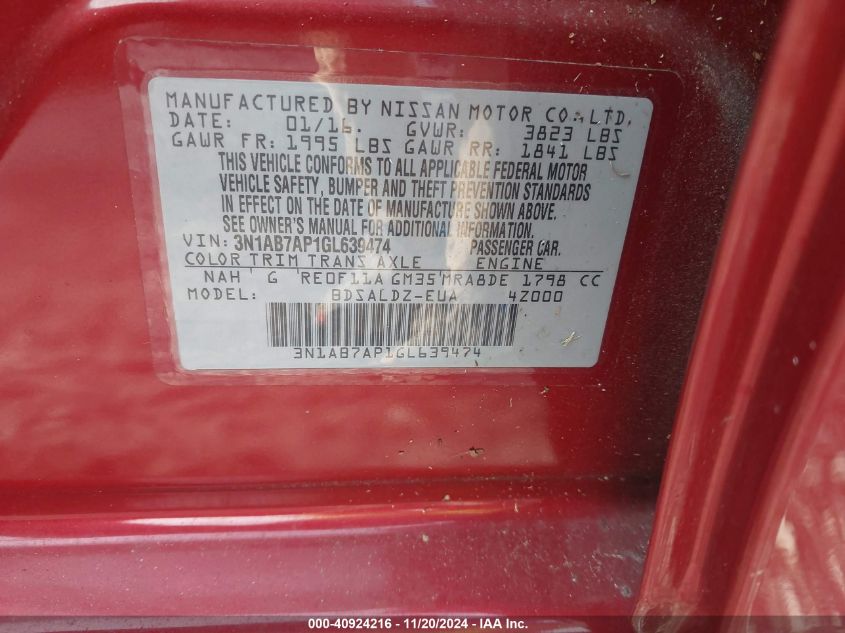 MANUFACTURED BY NISSAN MOTOR CO., LTD.
DATE: 01/16. GVWR: 3823 LBS
GAWR FR: 1995 LBS GAWR RR: 1841 LBS
THIS VEHICLE CONFORMS TO ALL APPLICABLE FEDERAL MOTOR
VEHICLE SAFETY, BUMPER AND THEFT PREVENTION STANDARDS
IN EFFECT ON THE DATE OF MANUFACTURE SHOWN ABOVE.
SEE OWNER'S MANUAL FOR ADDITIONAL INFORMATION.
VIN: 3N1AB7AP1GL639474 PASSENGER CAR.
COLOR TRIM TRANS AXLE ENGINE
NAH G RE0F11A GM35 MRA8DE 1798 CC
MODEL: BDSALDZ-EUA 4Z000
3N1AB7AP1GL639474
000-40924216 - 11/20/2024 - IAA Inc.